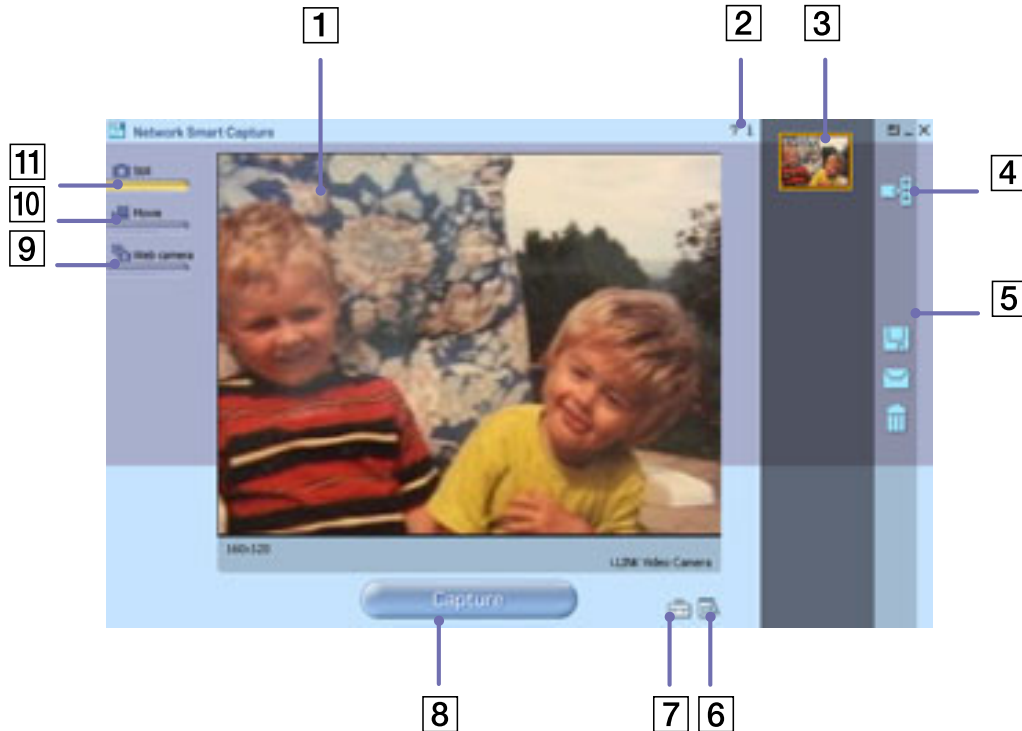 1
2
3
Network Smart Capture
? i
11
Still
4
10
Movie
9
Web camera
5
160x120
i.LINK Video Camera
Capture
8
7
6